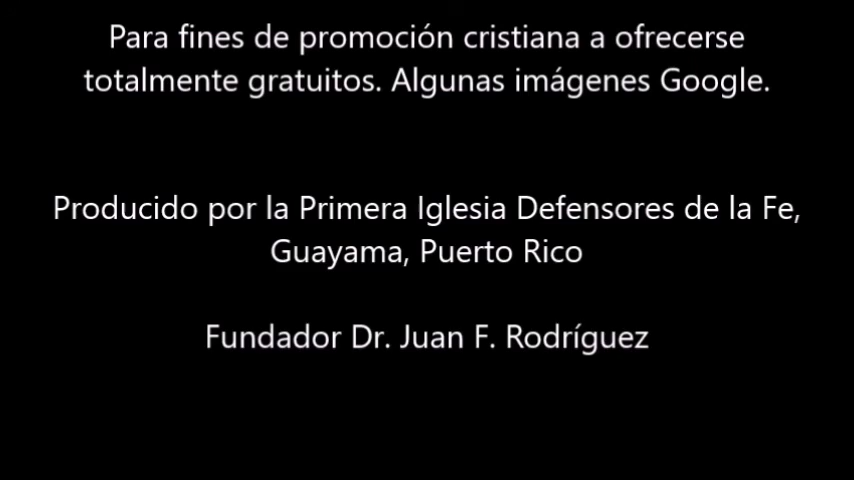 Para fines de promoción cristiana a ofrecerse
totalmente gratuitos. Algunas imágenes Google.
Producido por la Primera Iglesia Defensores de la Fe,
Guayama, Puerto Rico
Fundador Dr. Juan F. Rodríguez